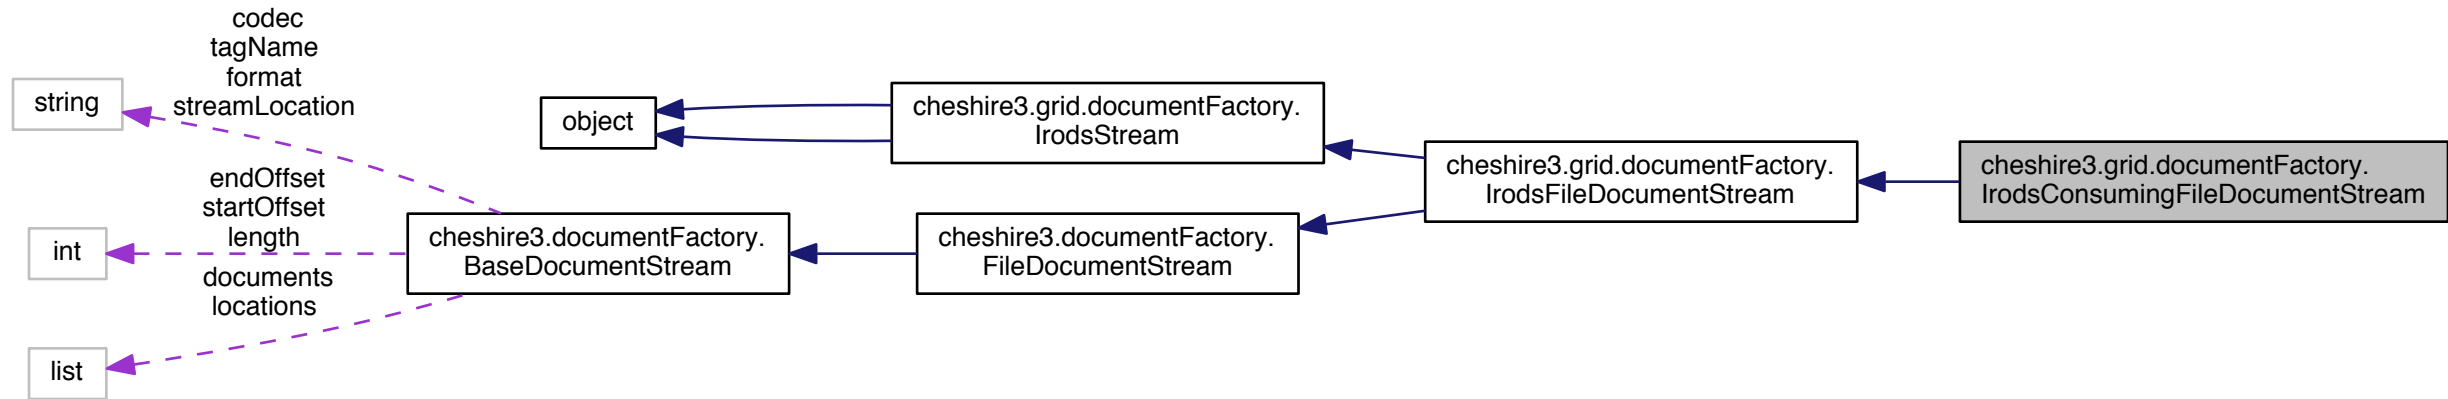 codec
tagName
format
streamLocation
string
object
cheshire3.grid.documentFactory.
IrodsStream
cheshire3.grid.documentFactory.
IrodsFileDocumentStream
cheshire3.grid.documentFactory.
IrodsConsumingFileDocumentStream
endOffset
startOffset
length
int
cheshire3.documentFactory.
BaseDocumentStream
cheshire3.documentFactory.
FileDocumentStream
documents
locations
list